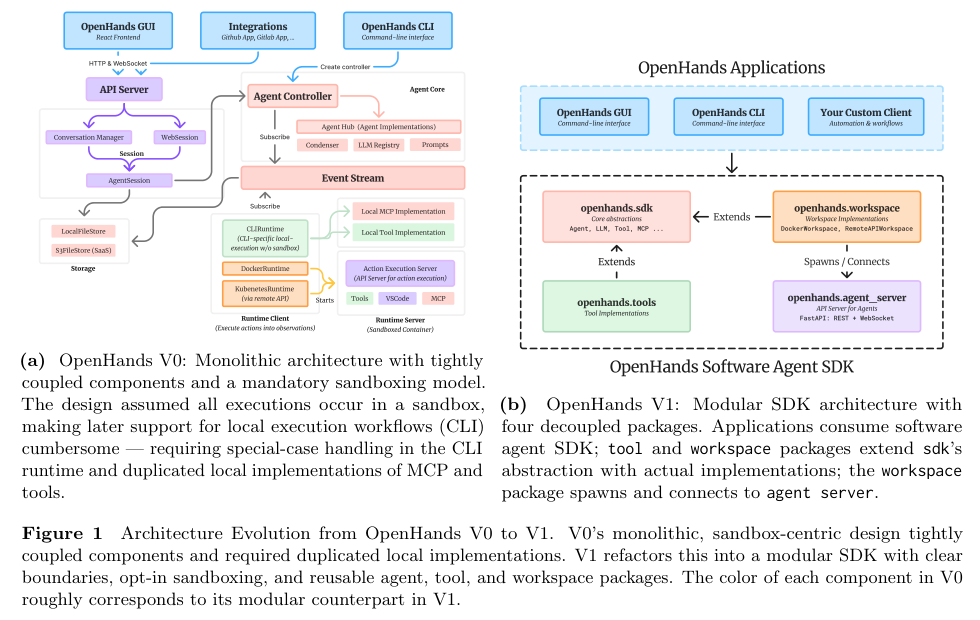 OpenHands GUI
React Frontend
Integrations
Github App, Gitlab App,...
OpenHands CLI
Command-line interface
HTTP & WebSocket
Create controller
API Server
Agent Controller
Agent Core
Subscribe
Agent Hub (Agent Implementations)
Condenser
LLM Registry
Prompts
Conversation Manager
WebSession
Session
AgentSession
Event Stream
Subscribe
LocalFileStore
S3FileStore (SaaS)
Storage
CLIRuntime
(CLI-specific local-
execution w/o sandbox)
Local MCP Implementation
Local Tool Implementation
DockerRuntime
KubernetesRuntime
(via remote API)
Starts
Action Execution Server
(API Server for action execution)
Tools
VSCode
MCP
Runtime Client
(Execute actions into observations)
Runtime Server
(Sandboxed Container)
(a) OpenHands V0: Monolithic architecture with tightly
coupled components and a mandatory sandboxing model.
The design assumed all executions occur in a sandbox,
making later support for local execution workflows (CLI)
cumbersome — requiring special-case handling in the CLI
runtime and duplicated local implementations of MCP and
tools.
OpenHands Applications
OpenHands GUI
Command-line interface
OpenHands CLI
Command-line interface
Your Custom Client
Automation & workflows
openhands.sdk
Core abstractions
Agent, LLM, Tool, MCP ...
Extends
openhands.workspace
Workspace Implementations
DockerWorkspace, RemoteAPIWorkspace
Extends
Spawns / Connects
openhands.tools
Tool Implementations
openhands.agent_server
API Server for Agents
FastAPI: REST + WebSocket
OpenHands Software Agent SDK
(b) OpenHands V1: Modular SDK architecture with
four decoupled packages. Applications consume software
agent SDK; tool and workspace packages extend sdk's
abstraction with actual implementations; the workspace
package spawns and connects to agent server.
Figure 1 Architecture Evolution from OpenHands V0 to V1. V0's monolithic, sandbox-centric design tightly
coupled components and required duplicated local implementations. V1 refactors this into a modular SDK with clear
boundaries, opt-in sandboxing, and reusable agent, tool, and workspace packages. The color of each component in V0
roughly corresponds to its modular counterpart in V1.